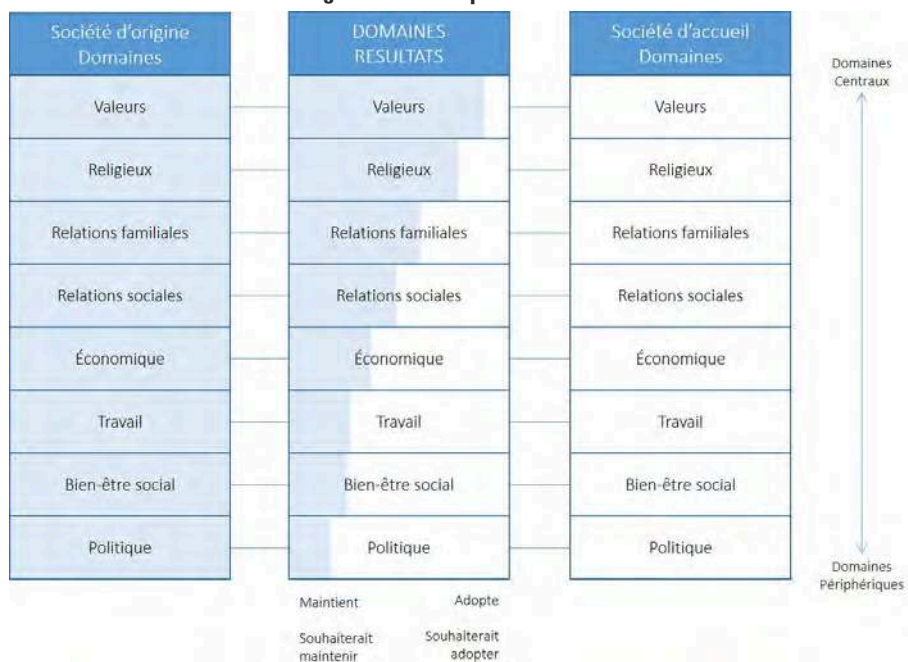 Société d'origine
Domaines
DOMAINES
RESULTATS
Société d'accueil
Domaines
Domaines
Centraux
Valeurs
Valeurs
Valeurs
Religieux
Religieux
Religieux
Relations familiales
Relations familiales
Relations familiales
Relations sociales
Relations sociales
Relations sociales
Économique
Économique
Économique
Travail
Travail
Travail
Bien-être social
Bien-être social
Bien-être social
Politique
Politique
Politique
Domaines
Périphériques
Maintient
Adopte
Souhaiterait
maintenir
Souhaiterait
adopter